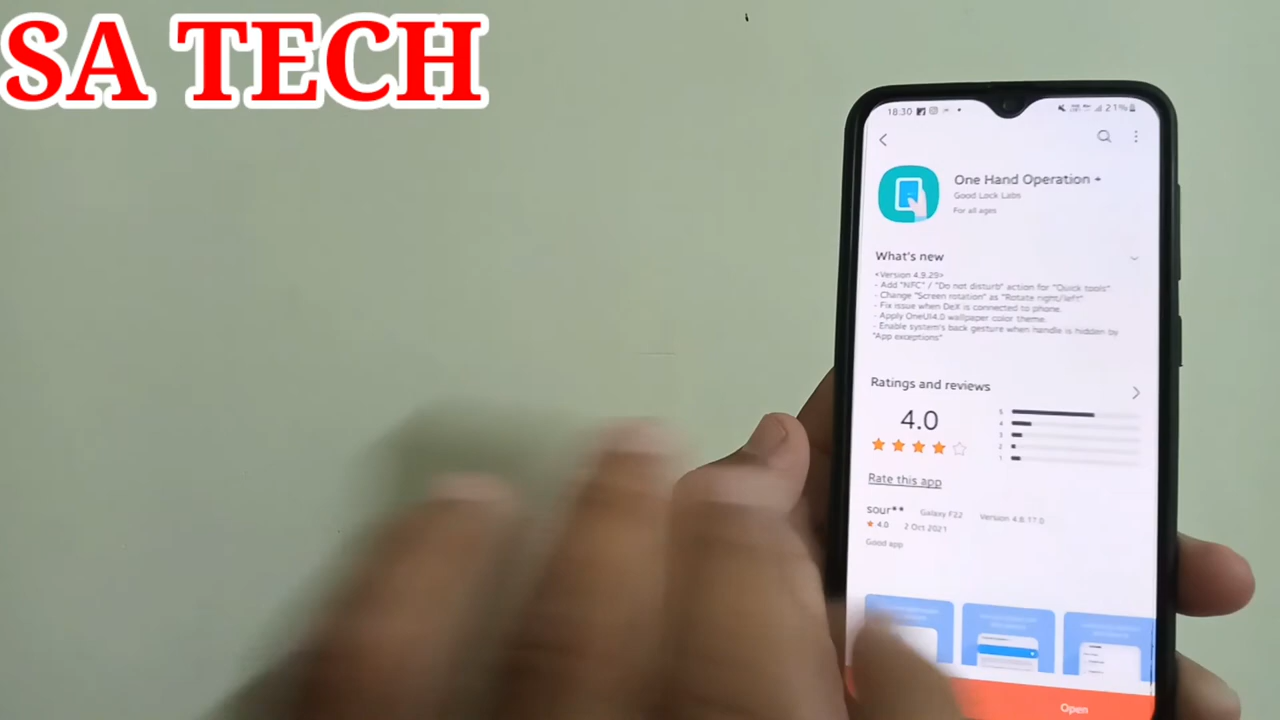 SA TECH
18:30
21%
One Hand Operation +
Good Lock Labs
For all ages
What's new
<Version 4.9.29>
- Add "NFC" / "Do not disturb" action for "Quick tools"
- Change "Screen rotation" as "Rotate right/left"
- Fix issue when DeX is connected to phone.
- Apply OneUI4.0 wallpaper color theme.
- Enable system's back gesture when handle is hidden by
"App exceptions"
Ratings and reviews
4.0
5
4
3
2
1
Rate this app
sour** Galaxy F22 Version 4.8.17.0
4.0 2 Oct 2021
Good app
Open